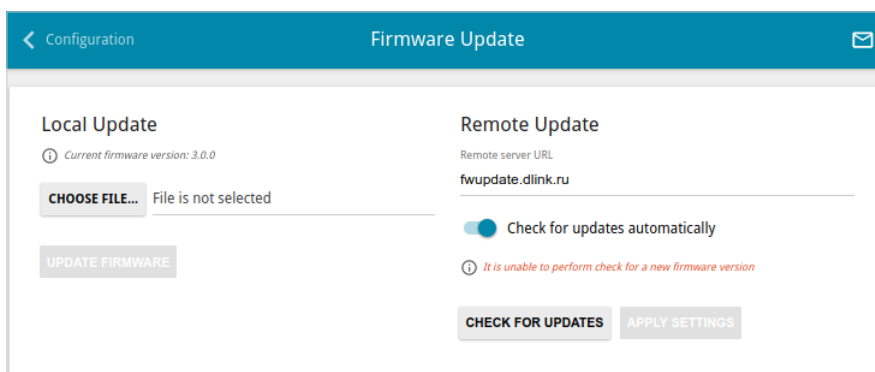 Configuration
Firmware Update
Local Update
Current firmware version: 3.0.0
CHOOSE FILE... File is not selected
UPDATE FIRMWARE
Remote Update
Remote server URL
fwupdate.dlink.ru
Check for updates automatically
It is unable to perform check for a new firmware version
CHECK FOR UPDATES APPLY SETTINGS